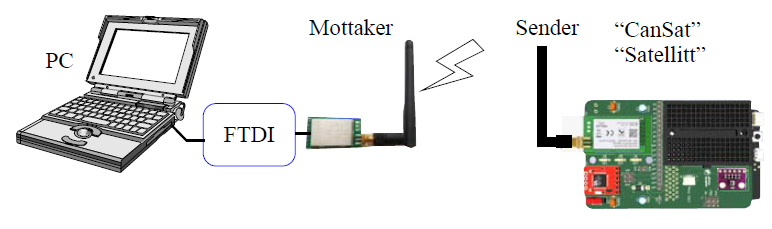 Mottaker
Sender
“CanSat”
“Satellitt”
PC
FTDI